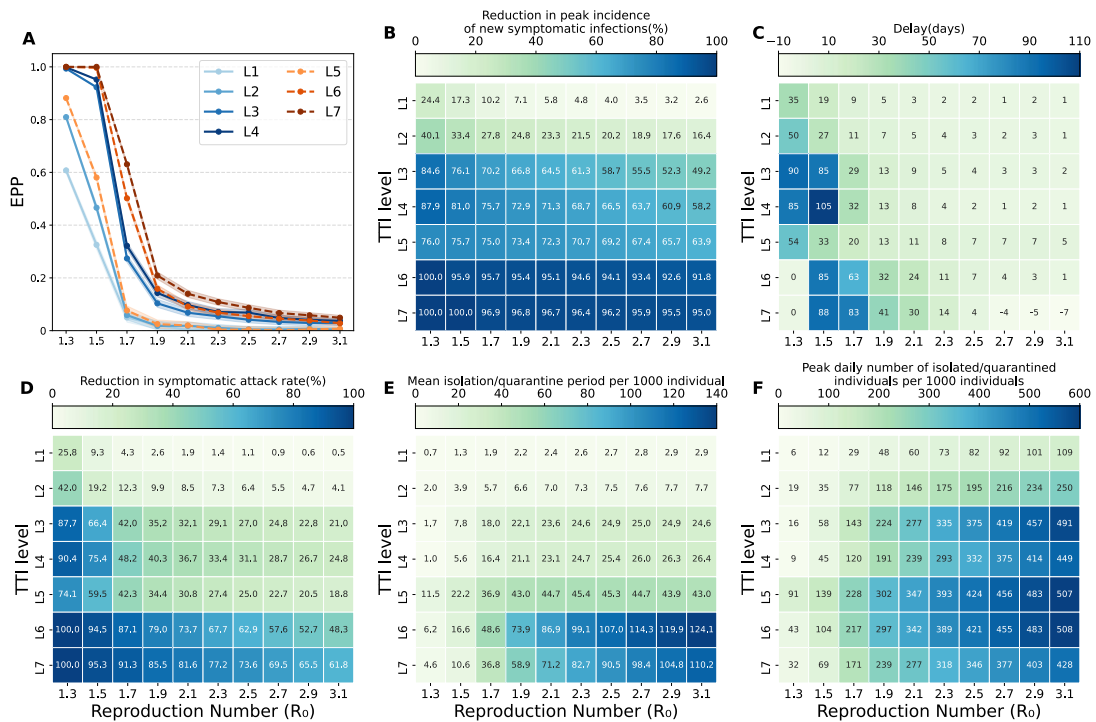 A
EPP
1.0
0.8
0.6
0.4
0.2
0
1.3 1.5 1.7 1.9 2.1 2.3 2.5 2.7 2.9 3.1
L1 L5
L2 L6
L3 L7
L4
B
Reduction in peak incidence
of new symptomatic infections(%)
0 20 40 60 80 100
TTI level
L1 24.4 17.3 10.2 7.1 5.8 4.8 4.0 3.5 3.2 2.6
L2 40,1 33,4 27,8 24,8 23,3 21,5 20,2 18,9 17,6 16,4
L3 84,6 76,1 70,2 66,8 64,5 61,3 58,7 55,5 52,3 49,2
L4 87,9 81,0 75,7 72,9 71,3 68,7 66,5 63,7 60,9 58,2
L5 76,0 75,7 75,0 73,4 72,3 70,7 69,2 67,4 65,7 63,9
L6 100,0 95,9 95,7 95,4 95,1 94,6 94,1 93,4 92,6 91,8
L7 100,0 100,0 96,9 96,8 96,7 96,4 96,2 95,9 95,5 95,0
1.3 1.5 1.7 1.9 2.1 2.3 2.5 2.7 2.9 3.1
C
Delay(days)
−10 10 30 50 70 90 110
TTI level
L1 35 19 9 5 3 2 2 1 2 1
L2 50 27 11 7 5 4 3 2 3 1
L3 90 85 29 13 9 5 4 3 3 2
L4 85 105 32 13 8 4 2 1 2 1
L5 54 33 20 13 11 8 7 7 7 5
L6 0 85 63 32 24 11 7 4 3 1
L7 0 88 83 41 30 14 4 −4 −5 −7
1.3 1.5 1.7 1.9 2.1 2.3 2.5 2.7 2.9 3.1
D
Reduction in symptomatic attack rate(%)
0 20 40 60 80 100
TTI level
L1 25.8 9.3 4.3 2.6 1.9 1.4 1.1 0.9 0.6 0.5
L2 42,0 19,2 12,3 9,9 8,5 7,3 6,4 5,5 4,7 4,1
L3 87,7 66,4 42,0 35,2 32,1 29,1 27,0 24,8 22,8 21,0
L4 90,4 75,4 48,2 40,3 36,7 33,4 31,1 28,7 26,7 24,8
L5 74,1 59,5 42,3 34,4 30,8 27,4 25,0 22,7 20,5 18,8
L6 100,0 94,5 87,1 79,0 73,7 67,7 62,9 57,6 52,7 48,3
L7 100,0 95,3 91,3 85,5 81,6 77,2 73,6 69,5 65,5 61,8
1.3 1.5 1.7 1.9 2.1 2.3 2.5 2.7 2.9 3.1
Reproduction Number (R₀)
E
Mean isolation/quarantine period per 1000 individual
0 20 40 60 80 100 120 140
TTI level
L1 0.7 1.3 1.9 2.2 2.4 2.6 2.7 2.8 2.9 2.9
L2 2,0 3,9 5,7 6,6 7,0 7,3 7,5 7,6 7,7 7,7
L3 1,7 7,8 18,0 22,1 23,6 24,6 24,9 25,0 24,9 24,6
L4 1,0 5,6 16,4 21,1 23,1 24,7 25,4 26,0 26,3 26,4
L5 11,5 22,2 36,9 43,0 44,7 45,4 45,3 44,7 43,9 43,0
L6 6,2 16,6 48,6 73,9 86,9 99,1 107,0 114,3 119,9 124,1
L7 4,6 10,6 36,8 58,9 71,2 82,7 90,5 98,4 104,8 110,2
1.3 1.5 1.7 1.9 2.1 2.3 2.5 2.7 2.9 3.1
Reproduction Number (R₀)
F
Peak daily number of isolated/quarantined
individuals per 1000 individuals
0 100 200 300 400 500 600
TTI level
L1 6 12 29 48 60 73 82 92 101 109
L2 19 35 77 118 146 175 195 216 234 250
L3 16 58 143 224 277 335 375 419 457 491
L4 9 45 120 191 239 293 332 375 414 449
L5 91 139 228 302 347 393 424 456 483 507
L6 43 104 217 297 342 389 421 455 483 508
L7 32 69 171 239 277 318 346 377 403 428
1.3 1.5 1.7 1.9 2.1 2.3 2.5 2.7 2.9 3.1
Reproduction Number (R₀)